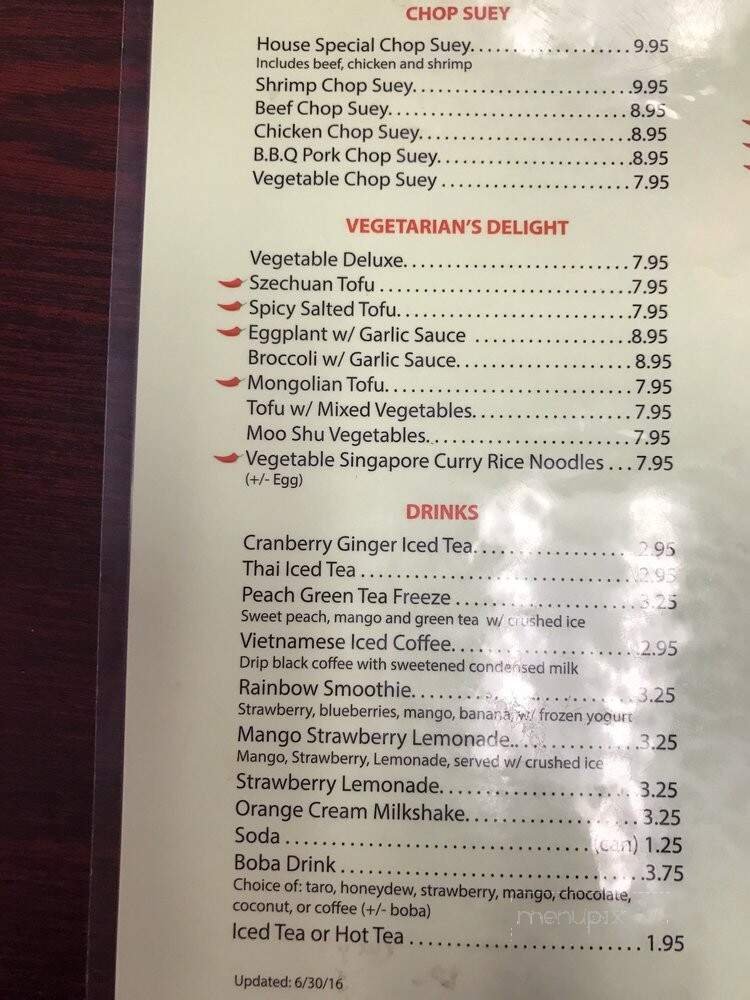 CHOP SUEY
House Special Chop Suey. . . . . . . . . . . . . . . . . . . 9.95
Includes beef, chicken and shrimp
Shrimp Chop Suey. . . . . . . . . . . . . . . . . . . . . . . . . .9.95
Beef Chop Suey. . . . . . . . . . . . . . . . . . . . . . . . . . . . 8.95
Chicken Chop Suey. . . . . . . . . . . . . . . . . . . . . . . . .8.95
B.B.Q Pork Chop Suey. . . . . . . . . . . . . . . . . . . . . . .8.95
Vegetable Chop Suey . . . . . . . . . . . . . . . . . . . . . . . 7.95
VEGETARIAN'S DELIGHT
Vegetable Deluxe. . . . . . . . . . . . . . . . . . . . . . . . . . . 7.95
Szechuan Tofu . . . . . . . . . . . . . . . . . . . . . . . . . . . . . .7.95
Spicy Salted Tofu. . . . . . . . . . . . . . . . . . . . . . . . . . . .7.95
Eggplant w/ Garlic Sauce . . . . . . . . . . . . . . . . . . .8.95
Broccoli w/ Garlic Sauce. . . . . . . . . . . . . . . . . . . . . 8.95
Mongolian Tofu. . . . . . . . . . . . . . . . . . . . . . . . . . . . . 7.95
Tofu w/ Mixed Vegetables. . . . . . . . . . . . . . . . . . . 7.95
Moo Shu Vegetables. . . . . . . . . . . . . . . . . . . . . . . . 7.95
Vegetable Singapore Curry Rice Noodles . . . 7.95
(+/- Egg)
DRINKS
Cranberry Ginger Iced Tea. . . . . . . . . . . . . . . . . . . 2.95
Thai Iced Tea . . . . . . . . . . . . . . . . . . . . . . . . . . . . . . . .2.95
Peach Green Tea Freeze . . . . . . . . . . . . . . . . . . . . . .3.25
Sweet peach, mango and green tea w/ crushed ice
Vietnamese Iced Coffee. . . . . . . . . . . . . . . . . . . . . .2.95
Drip black coffee with sweetened condensed milk
Rainbow Smoothie. . . . . . . . . . . . . . . . . . . . . . . . . . .3.25
Strawberry, blueberries, mango, banana, w/ frozen yogurt
Mango Strawberry Lemonade.. . . . . . . . . . . . . . .3.25
Mango, Strawberry, Lemonade, served w/ crushed ice
Strawberry Lemonade. . . . . . . . . . . . . . . . . . . . . . . 3.25
Orange Cream Milkshake. . . . . . . . . . . . . . . . . . . . 3.25
Soda . . . . . . . . . . . . . . . . . . . . . . . . . . . . . . . . . . .(can) 1.25
Boba Drink . . . . . . . . . . . . . . . . . . . . . . . . . . . . . . . . . . .3.75
Choice of: taro, honeydew, strawberry, mango, chocolate,
coconut, or coffee (+/- boba)
Iced Tea or Hot Tea . . . . . . . . . . . . . . . . . . . . . . . . . . 1.95
Updated: 6/30/16
menupix